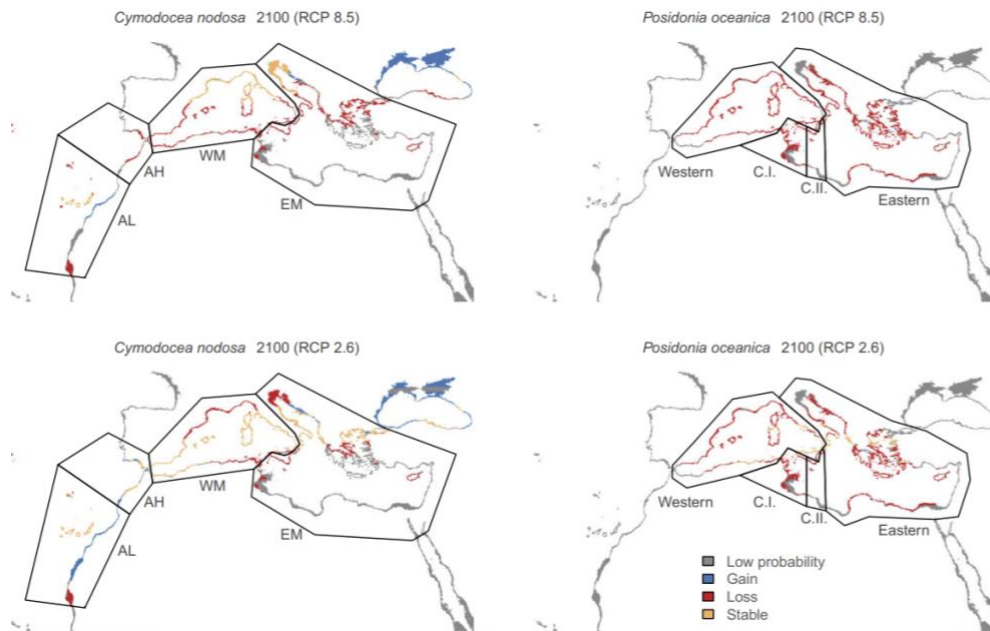 Cymodocea nodosa 2100 (RCP 8.5)
AH
WM
AL
EM
Posidonia oceanica 2100 (RCP 8.5)
Western
C.I.
C.II.
Eastern
Cymodocea nodosa 2100 (RCP 2.6)
AH
WM
AL
EM
Posidonia oceanica 2100 (RCP 2.6)
Western
C.I.
C.II.
Eastern
Low probability
Gain
Loss
Stable